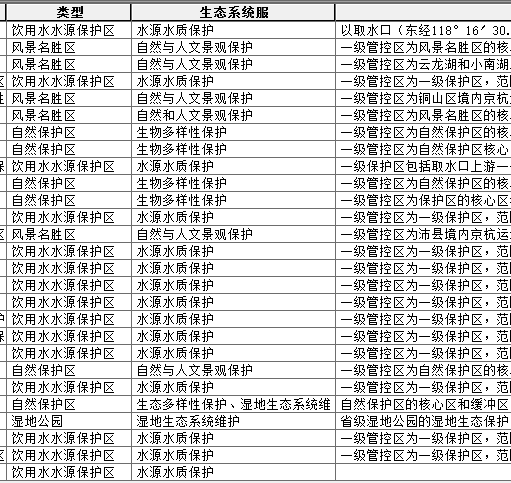 类型 生态系统服
饮用水水源保护区 水源水质保护 以取水口（东经118°16′30.
风景名胜区 自然与人文景观保护 一级管控区为风景名胜区的核.
风景名胜区 自然与人文景观保护 一级管控区为云龙湖和小南湖.
区 饮用水水源保护区 水源水质保护 一级管控区为一级保护区，范
风景名胜区 自然与人文景观保护 一级管控区为铜山区境内京杭大
风景名胜区 自然和人文景观保护 一级管控区为风景名胜区的核.
自然保护区 生物多样性保护 一级管控区为自然保护区的核.
自然保护区 生物多样性保护 一级管控区为自然保护区核心
保 饮用水水源保护区 水源水质保护 一级保护区包括取水口上游一
自然保护区 生物多样性保护 一级管控区为自然保护区的核.
自然保护区 生物多样性保护 一级管控区为保护区的核心区
饮用水水源保护区 水源水质保护 一级管控区为一级保护区，范
区 风景名胜区 自然与人文景观保护 一级管控区为沛县境内京杭运
饮用水水源保护区 水源水质保护 一级管控区为一级保护区，范
饮用水水源保护区 水源水质保护 一级管控区为一级保护区，范
饮用水水源保护区 水源水质保护 一级管控区为一级保护区，范
饮用水水源保护区 水源水质保护 一级管控区为一级保护区，范
护 饮用水水源保护区 水源水质保护 一级管控区为一级保护区，范
保 饮用水水源保护区 水源水质保护 一级管控区为一级保护区，范
饮用水水源保护区 水源水质保护 一级管控区为一级保护区，范
自然保护区 自然与人文景观保护 一级管控区为自然保护区的核.
饮用水水源保护区 水源水质保护 一级管控区为一级保护区，范
自然保护区 生态多样性保护、湿地生态系统维 自然保护区的核心区和缓冲区
湿地公园 湿地生态系统维护 省级湿地公园的湿地生态保护
饮用水水源保护区 水源水质保护 一级管控区为一级保护区，范
区 饮用水水源保护区 水源水质保护 一级管控区为一级保护区，范
饮用水水源保护区 水源水质保护